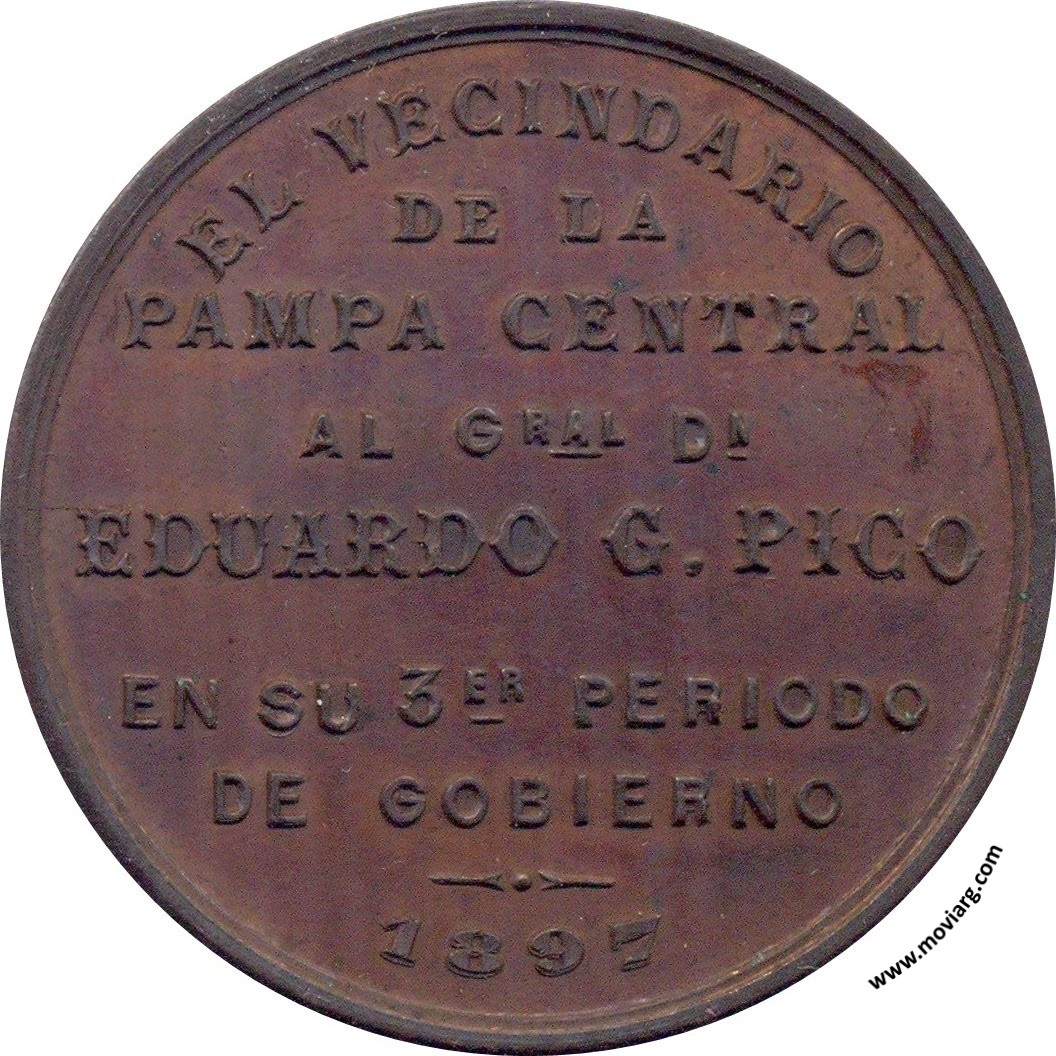 EL VECINDARIO
DE LA
PAMPA CENTRAL
AL GRAL DN
EDUARDO G. PICO
EN SU 3ER PERIODO
DE GOBIERNO
1897
www.moviarg.com